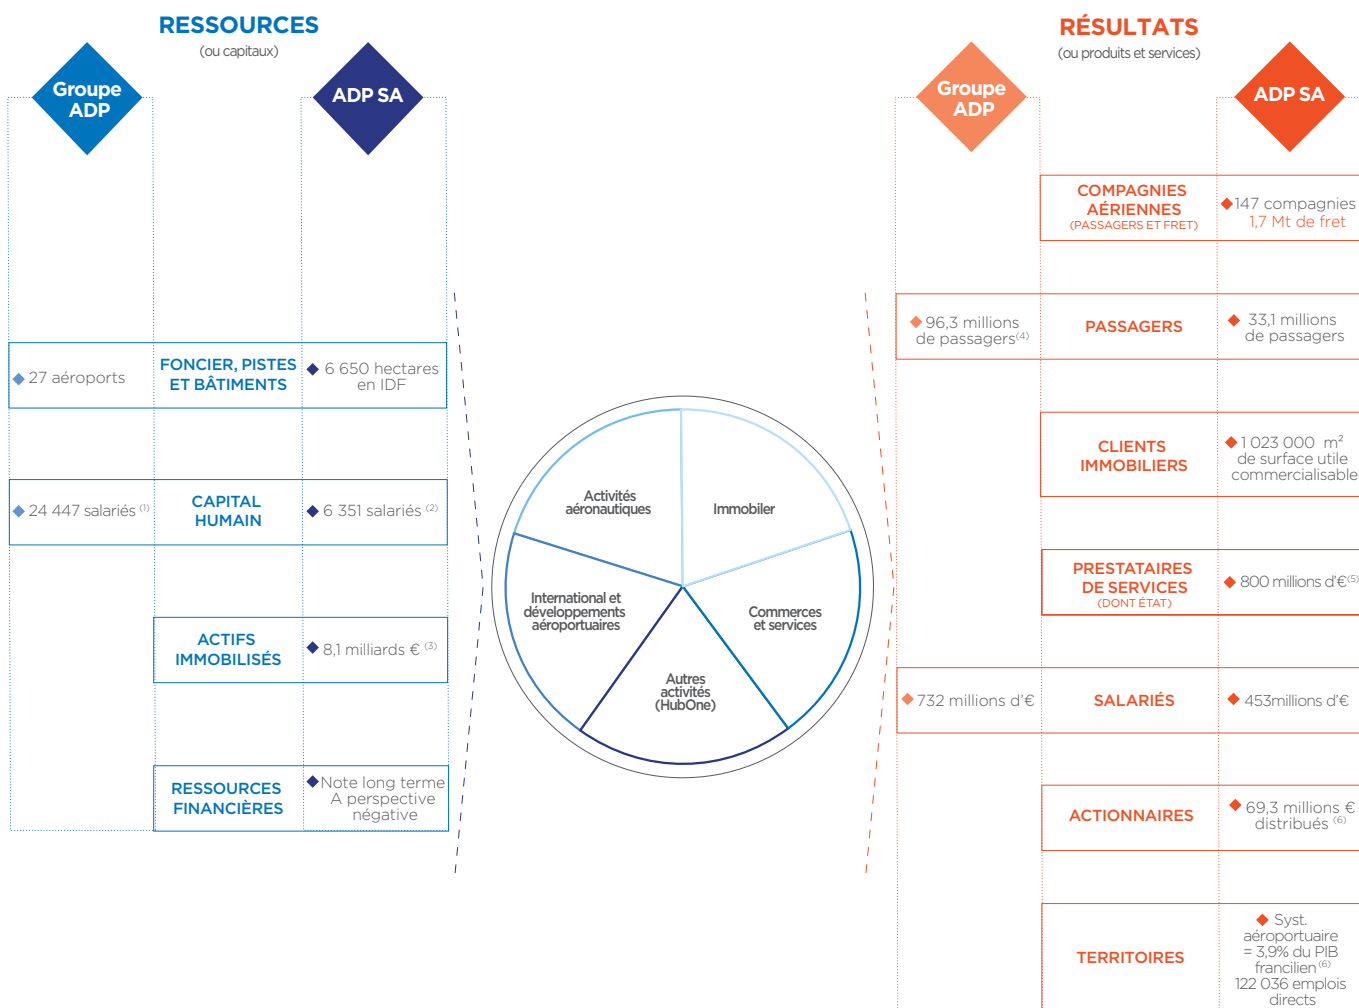 RESSOURCES
(ou capitaux)
Groupe
ADP
ADP SA
27 aéroports
FONCIER, PISTES
ET BÂTIMENTS
6 650 hectares
en IDF
24 447 salariés (1)
CAPITAL
HUMAIN
6 351 salariés (2)
ACTIFS
IMMOBILISÉS
8,1 milliards € (3)
RESSOURCES
FINANCIÈRES
Note long terme
A perspective
négative
Activités
aéronautiques
Immobiler
International et
développements
aéroportuaires
Commerces
et services
Autres
activités
(HubOne)
RÉSULTATS
(ou produits et services)
Groupe
ADP
ADP SA
COMPAGNIES
AÉRIENNES
(PASSAGERS ET FRET)
147 compagnies
1,7 Mt de fret
96,3 millions
de passagers(4)
PASSAGERS
33,1 millions
de passagers
CLIENTS
IMMOBILIERS
1 023 000 m²
de surface utile
commercialisable
PRESTATAIRES
DE SERVICES
(DONT ÉTAT)
800 millions d'€(5)
732 millions d'€
SALARIÉS
453millions d'€
ACTIONNAIRES
69,3 millions €
distribués (6)
TERRITOIRES
Syst.
aéroportuaire
= 3,9% du PIB
francilien (6)
122 036 emplois
directs